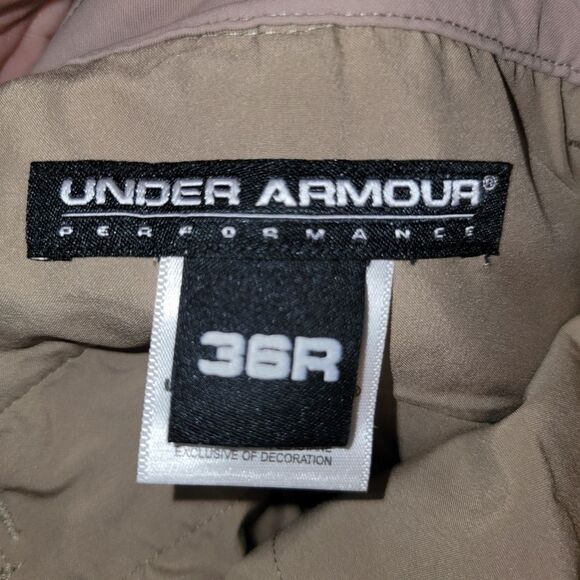 UNDER ARMOUR®
PERFORMANCE
36R
EXCLUSIVE OF DECORATION